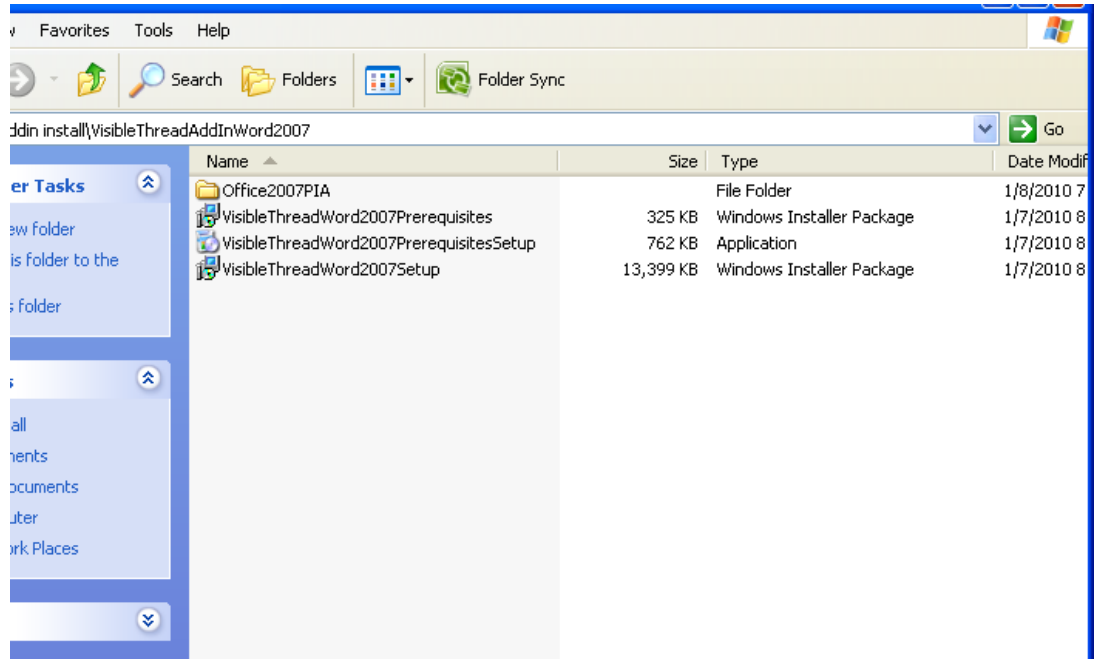 Favorites Tools Help
Search Folders Folder Sync
ddin install\VisibleThreadAddInWord2007 Go
Name Size Type Date Modif
er Tasks
Office2007PIA File Folder 1/8/2010 7
VisibleThreadWord2007Prerequisites 325 KB Windows Installer Package 1/7/2010 8
ew folder
VisibleThreadWord2007PrerequisitesSetup 762 KB Application 1/7/2010 8
is folder to the
VisibleThreadWord2007Setup 13,399 KB Windows Installer Package 1/7/2010 8
s folder
s
all
nents
ocuments
uter
ork Places